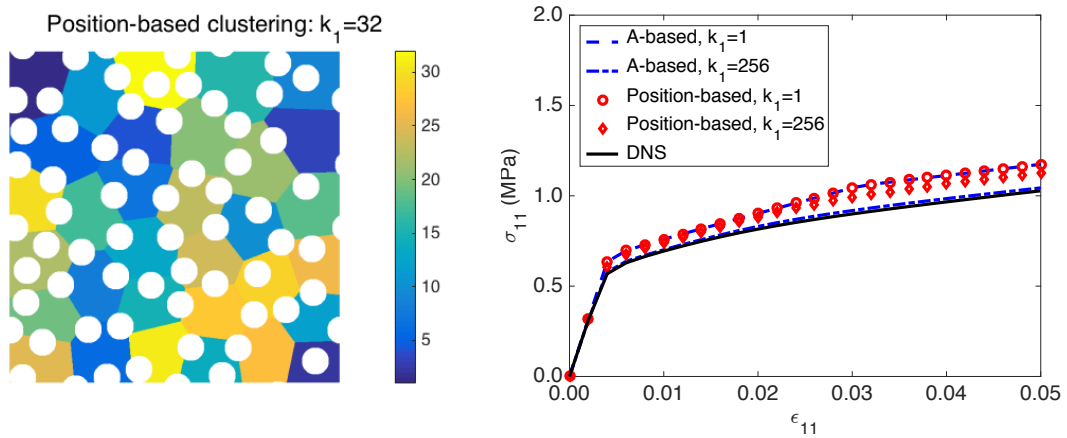 Position-based clustering: k1=32
30
25
20
15
10
5
2.0
1.5
1.0
0.5
0.0
σ11 (MPa)
A-based, k1=1
A-based, k1=256
Position-based, k1=1
Position-based, k1=256
DNS
0.00 0.01 0.02 0.03 0.04 0.05
ϵ11